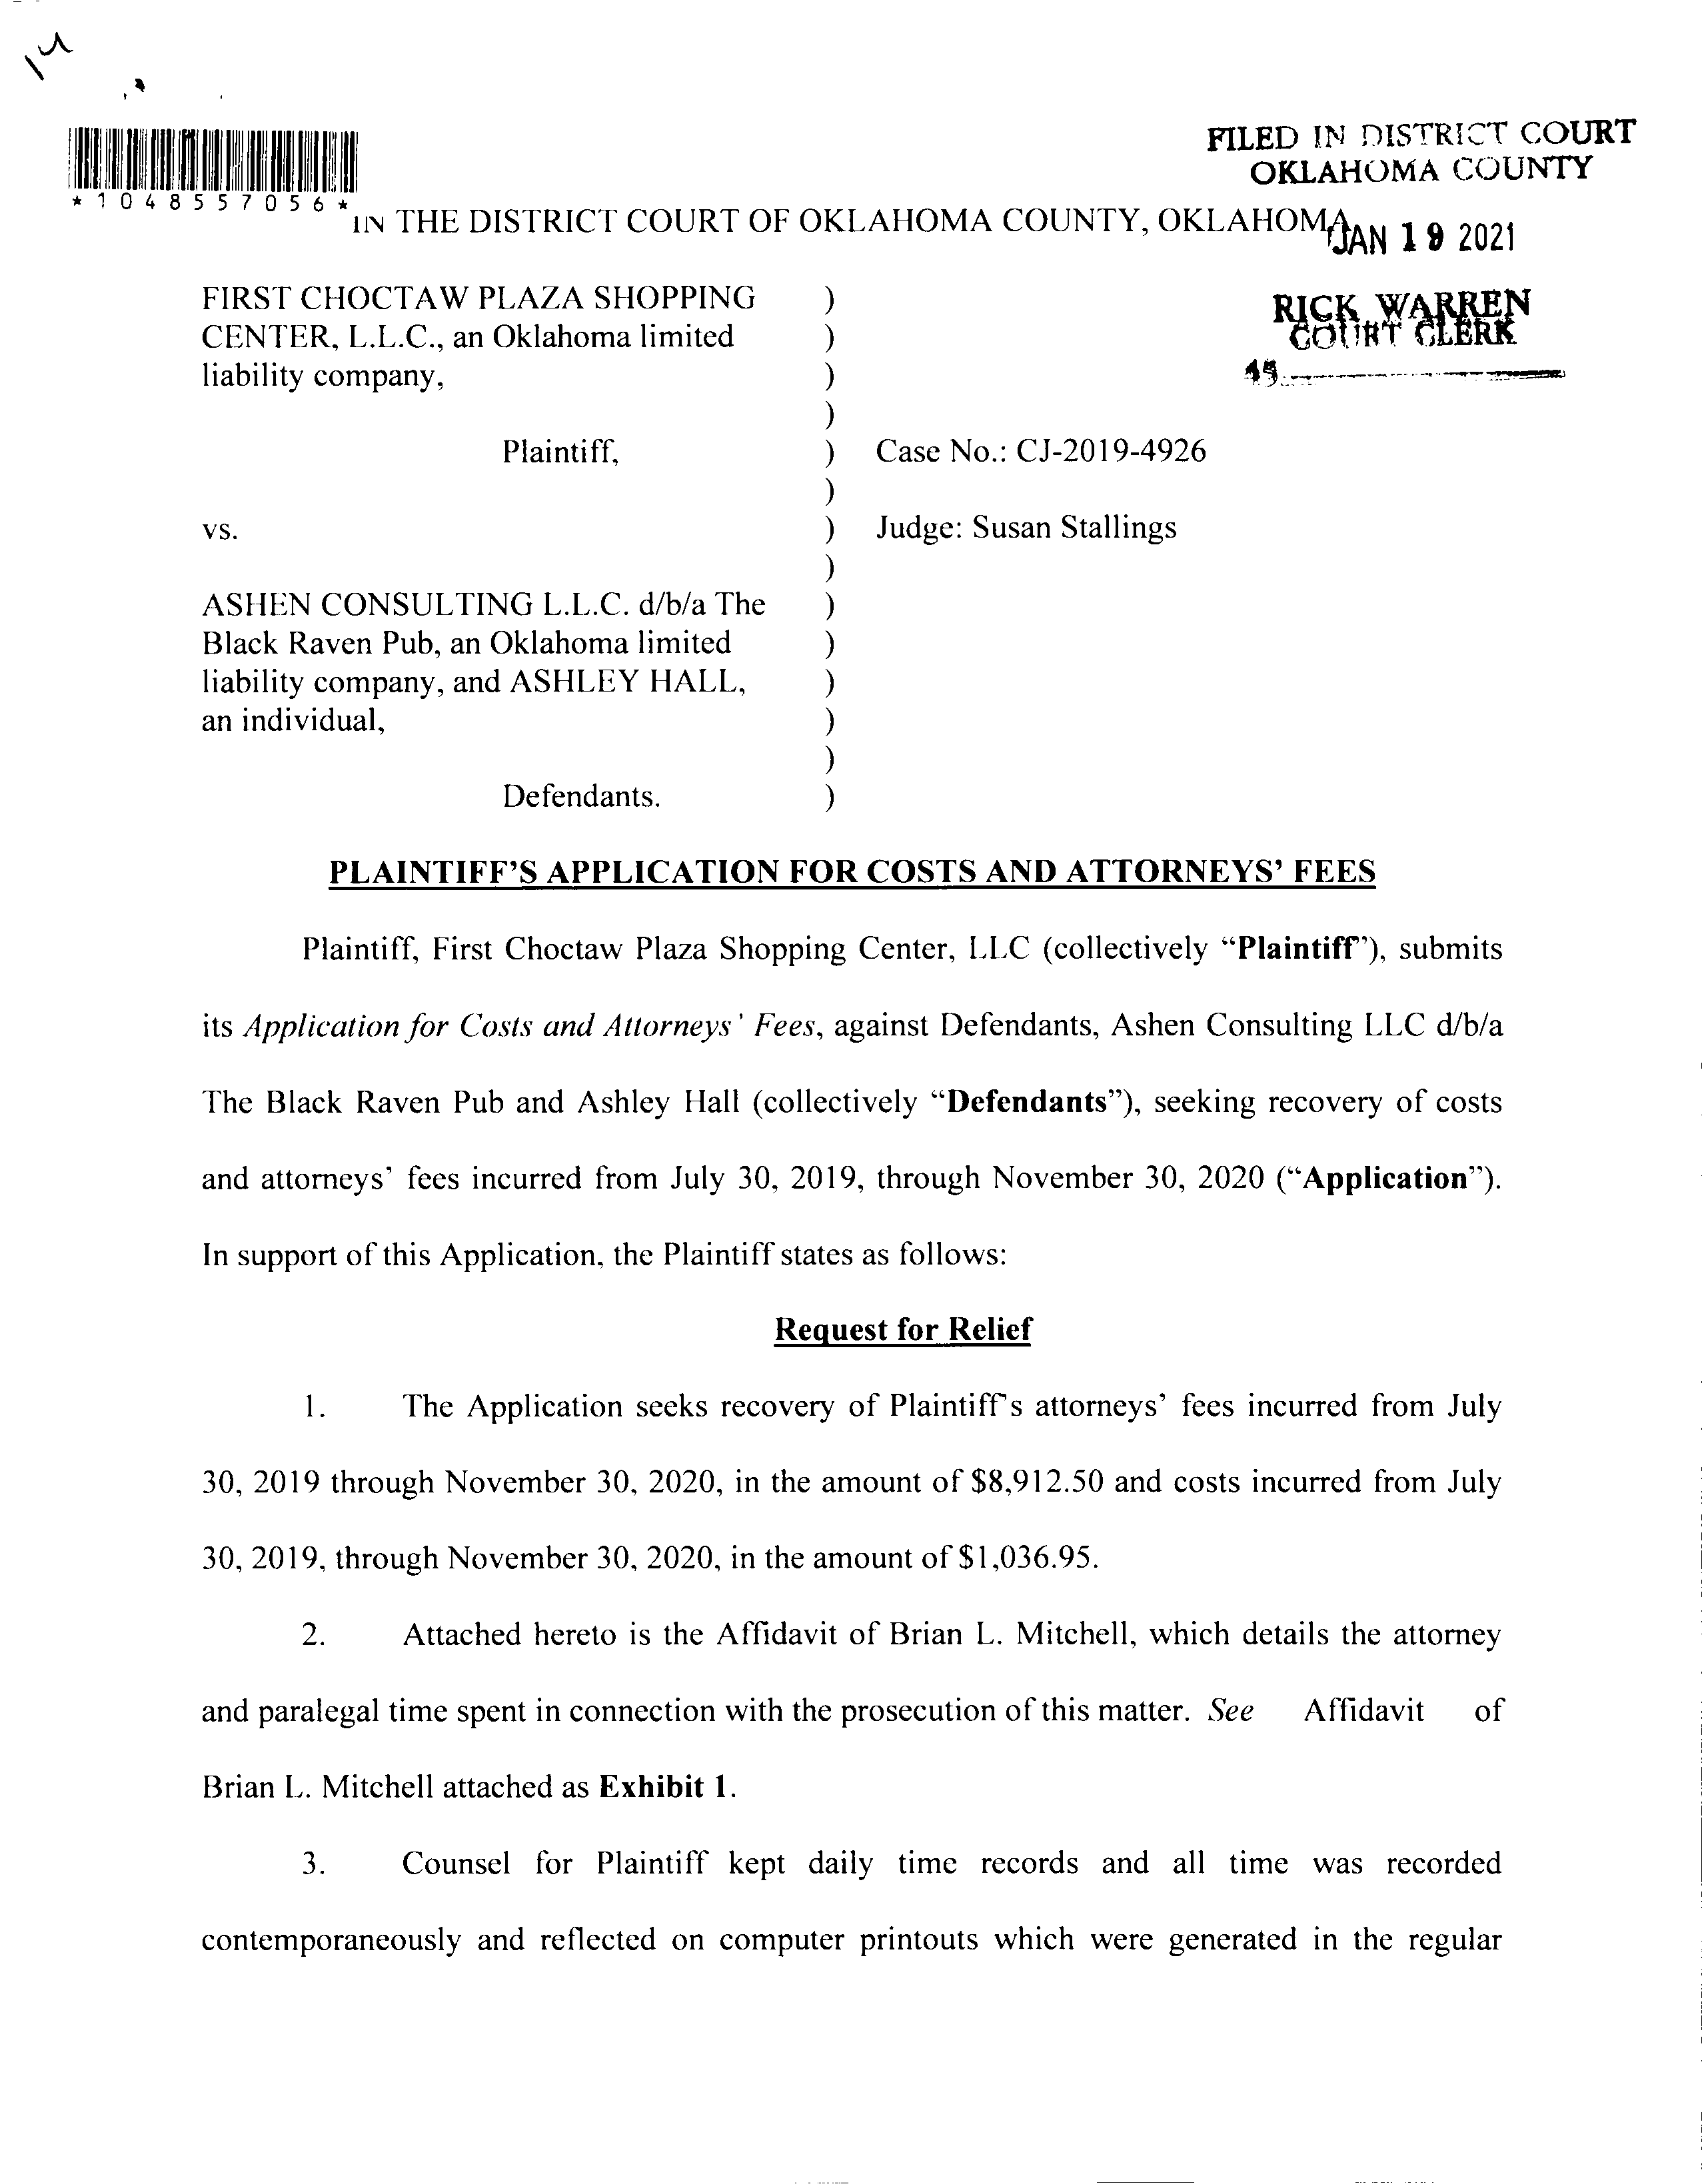 FILED IN DISTRICT COURT
OKLAHOMA COUNTY
*1048557056*
IN THE DISTRICT COURT OF OKLAHOMA COUNTY, OKLAHOMA
JAN 19 2021
FIRST CHOCTAW PLAZA SHOPPING )
CENTER, L.L.C., an Oklahoma limited )
liability company, )
)
Plaintiff, ) Case No.: CJ-2019-4926
)
vs. ) Judge: Susan Stallings
)
ASHEN CONSULTING L.L.C. d/b/a The )
Black Raven Pub, an Oklahoma limited )
liability company, and ASHLEY HALL, )
an individual, )
)
Defendants. )
RICK WARREN
COURT CLERK
PLAINTIFF'S APPLICATION FOR COSTS AND ATTORNEYS' FEES
Plaintiff, First Choctaw Plaza Shopping Center, LLC (collectively “Plaintiff”), submits
its Application for Costs and Attorneys' Fees, against Defendants, Ashen Consulting LLC d/b/a
The Black Raven Pub and Ashley Hall (collectively “Defendants”), seeking recovery of costs
and attorneys' fees incurred from July 30, 2019, through November 30, 2020 (“Application”).
In support of this Application, the Plaintiff states as follows:
Request for Relief
1. The Application seeks recovery of Plaintiff's attorneys' fees incurred from July
30, 2019 through November 30, 2020, in the amount of $8,912.50 and costs incurred from July
30, 2019, through November 30, 2020, in the amount of $1,036.95.
2. Attached hereto is the Affidavit of Brian L. Mitchell, which details the attorney
and paralegal time spent in connection with the prosecution of this matter. See Affidavit of
Brian L. Mitchell attached as Exhibit 1.
3. Counsel for Plaintiff kept daily time records and all time was recorded
contemporaneously and reflected on computer printouts which were generated in the regular